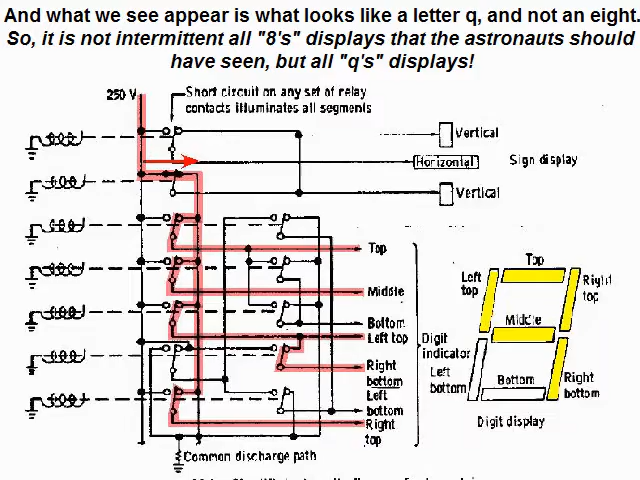 And what we see appear is what looks like a letter q, and not an eight.
So, it is not intermittent all "8's" displays that the astronauts should
have seen, but all "q's" displays!
250 V
Short circuit on any set of relay
contacts illuminates all segments
Vertical
Horizontal
Sign display
Vertical
Top
Middle
Bottom
Left top
Right
bottom
Left
bottom
Right
top
Digit
indicator
Top
Left
top
Right
top
Middle
Left
bottom
Bottom
Right
bottom
Digit display
Common discharge path